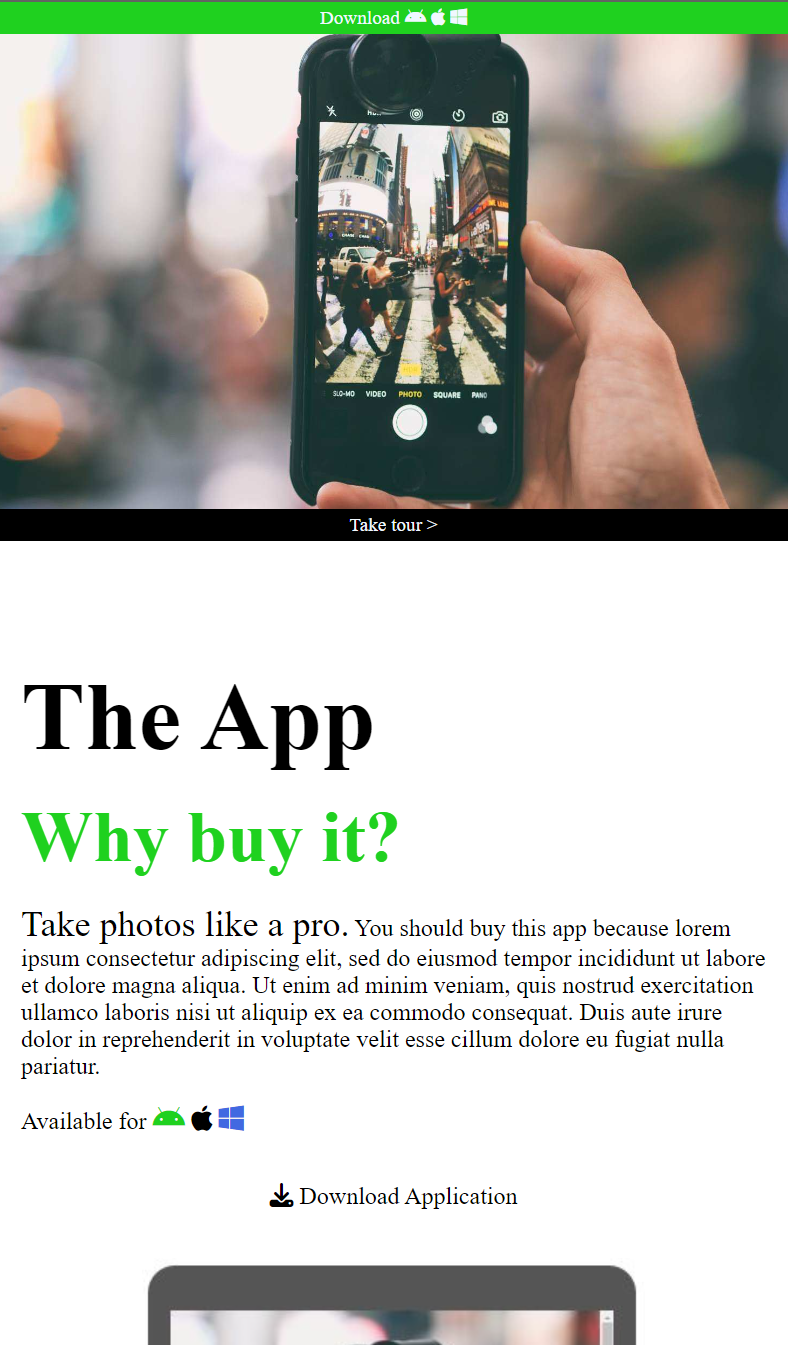 Download
CHASE CHASE
SLO-MO VIDEO PHOTO SQUARE PANO
Take tour >
The App
Why buy it?
Take photos like a pro. You should buy this app because lorem
ipsum consectetur adipiscing elit, sed do eiusmod tempor incididunt ut labore
et dolore magna aliqua. Ut enim ad minim veniam, quis nostrud exercitation
ullamco laboris nisi ut aliquip ex ea commodo consequat. Duis aute irure
dolor in reprehenderit in voluptate velit esse cillum dolore eu fugiat nulla
pariatur.
Available for
Download Application